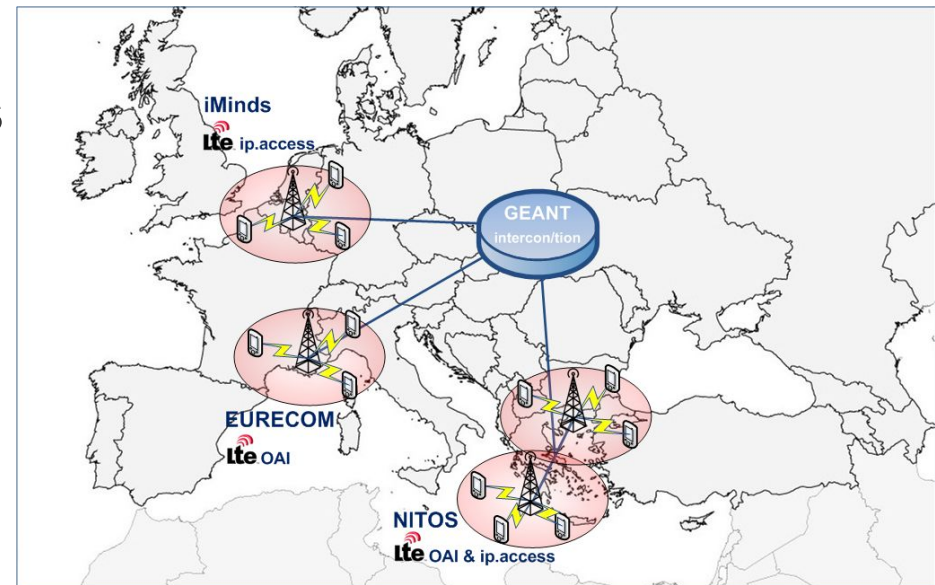 iMinds
Lte ip.access
GEANT
intercon/tion
EURECOM
Lte OAI
NITOS
Lte OAI & ip.access